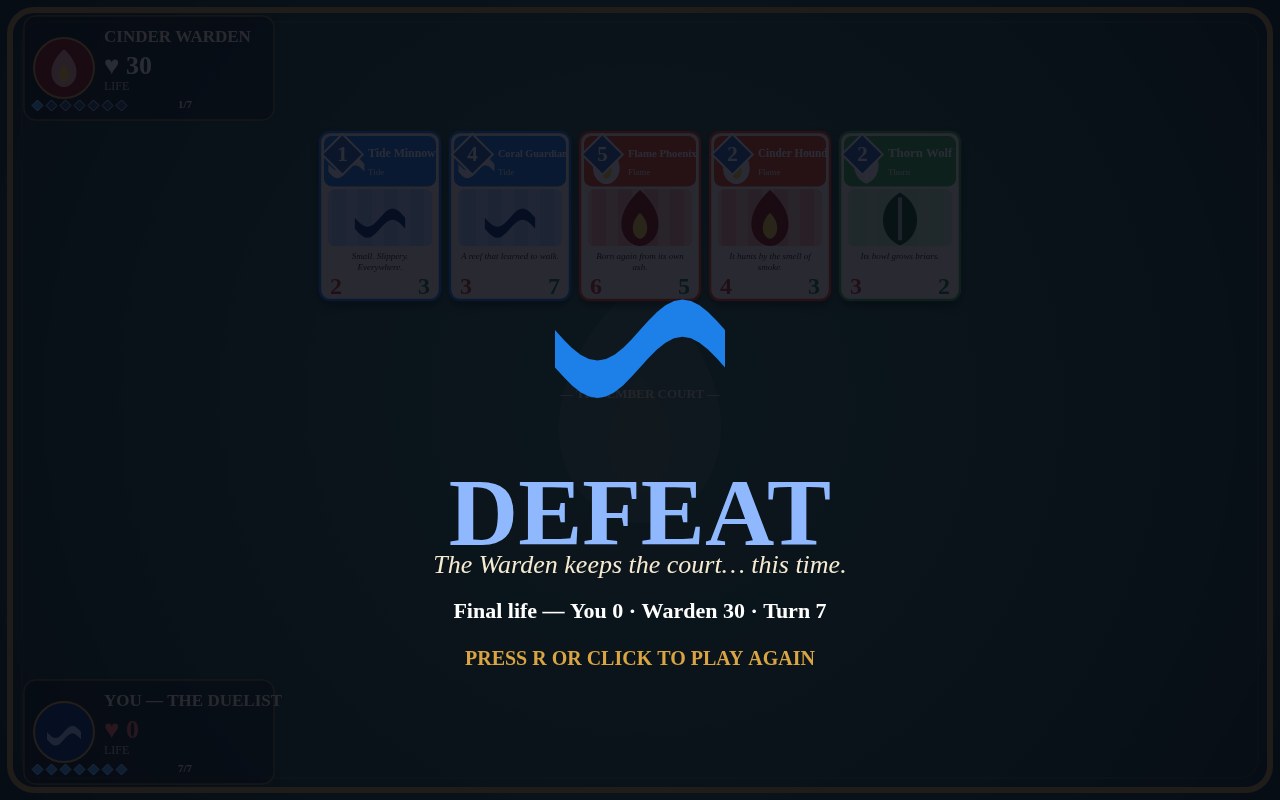 CINDER WARDEN
♥ 30
LIFE
1/7
1
Tide Minnow
Tide
Small. Slippery.
Everywhere.
2 3
4
Coral Guardian
Tide
A reef that learned to walk.
3 7
5
Flame Phoenix
Flame
Born again from its own
ash.
6 5
2
Cinder Hound
Flame
It hunts by the smell of
smoke.
4 3
2
Thorn Wolf
Thorn
Its howl grows briars.
3 2
COURT —
DEFEAT
The Warden keeps the court… this time.
Final life — You 0 · Warden 30 · Turn 7
PRESS R OR CLICK TO PLAY AGAIN
YOU — THE DUELIST
♥ 0
LIFE
7/7